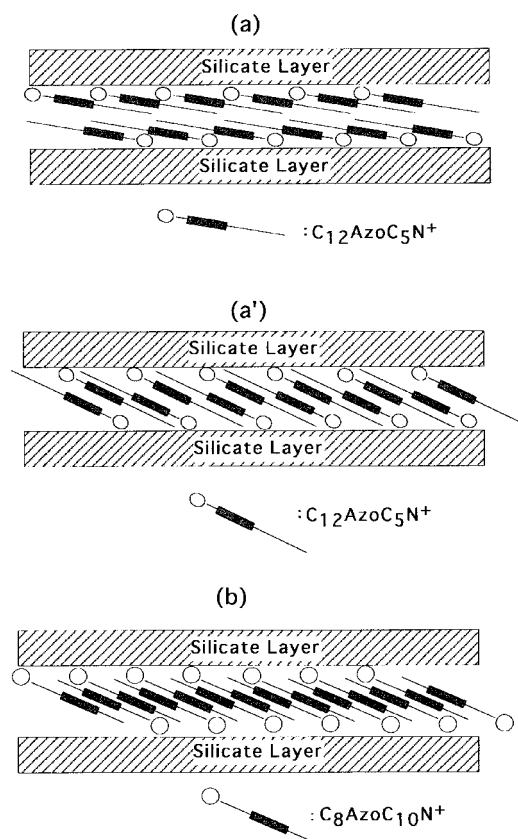 (a)
Silicate Layer
Silicate Layer
:C12AzoC5N+
(a')
Silicate Layer
Silicate Layer
:C12AzoC5N+
(b)
Silicate Layer
Silicate Layer
:C8AzoC10N+